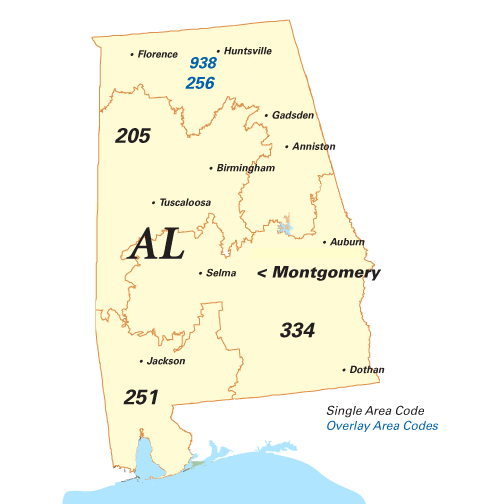 Florence
Huntsville
938
256
Gadsden
205
Anniston
Birmingham
Tuscaloosa
AL
Auburn
Selma
< Montgomery
334
Jackson
Dothan
251
Single Area Code
Overlay Area Codes